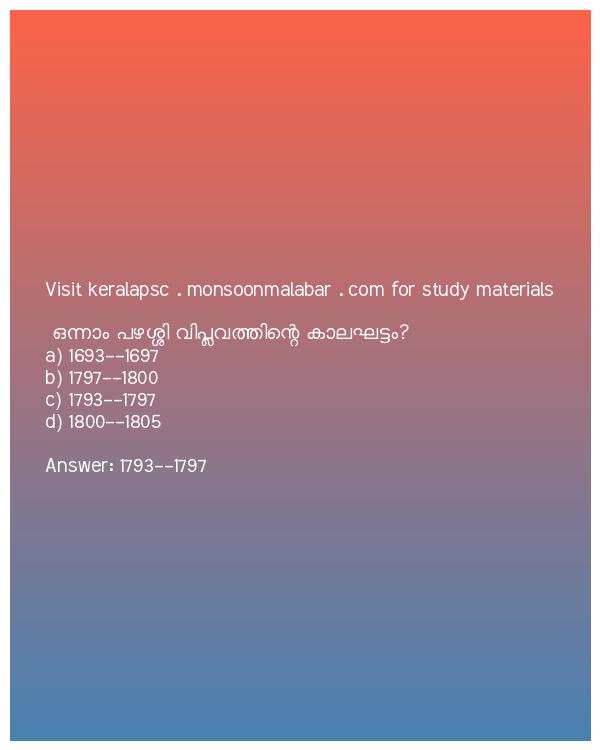 Visit keralapsc . monsoonmalabar . com for study materials
ഒന്നാം പഴശ്ശി വിപ്ലവത്തിന്റെ കാലഘട്ടം?
a) 1693--1697
b) 1797--1800
c) 1793--1797
d) 1800--1805
Answer: 1793--1797